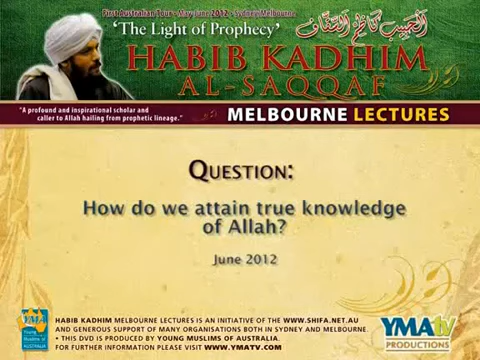 First Australian Tour - May-June 2012 - Sydney/Melbourne
'The Light of Prophecy'
الحبيب كاظم السقاف
HABIB KADHIM
AL-SAQQAF
"A profound and inspirational scholar and
caller to Allah hailing from prophetic lineage."
MELBOURNE LECTURES
QUESTION:
How do we attain true knowledge
of Allah?
June 2012
YMA
Young
Muslims of
AUSTRALIA
HABIB KADHIM MELBOURNE LECTURES IS AN INITIATIVE OF THE WWW.SHIFA.NET.AU
AND GENEROUS SUPPORT OF MANY ORGANISATIONS BOTH IN SYDNEY AND MELBOURNE.
• THIS DVD IS PRODUCED BY YOUNG MUSLIMS OF AUSTRALIA.
FOR FURTHER INFORMATION PLEASE VISIT WWW.YMATV.COM
YMAtv
PRODUCTIONS